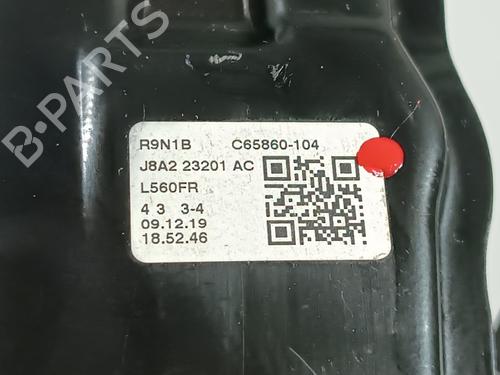 B-PARTS
R9N1B C65860-104
J8A2 23201 AC
L560FR
4 3 3-4
09.12.19
18.52.46